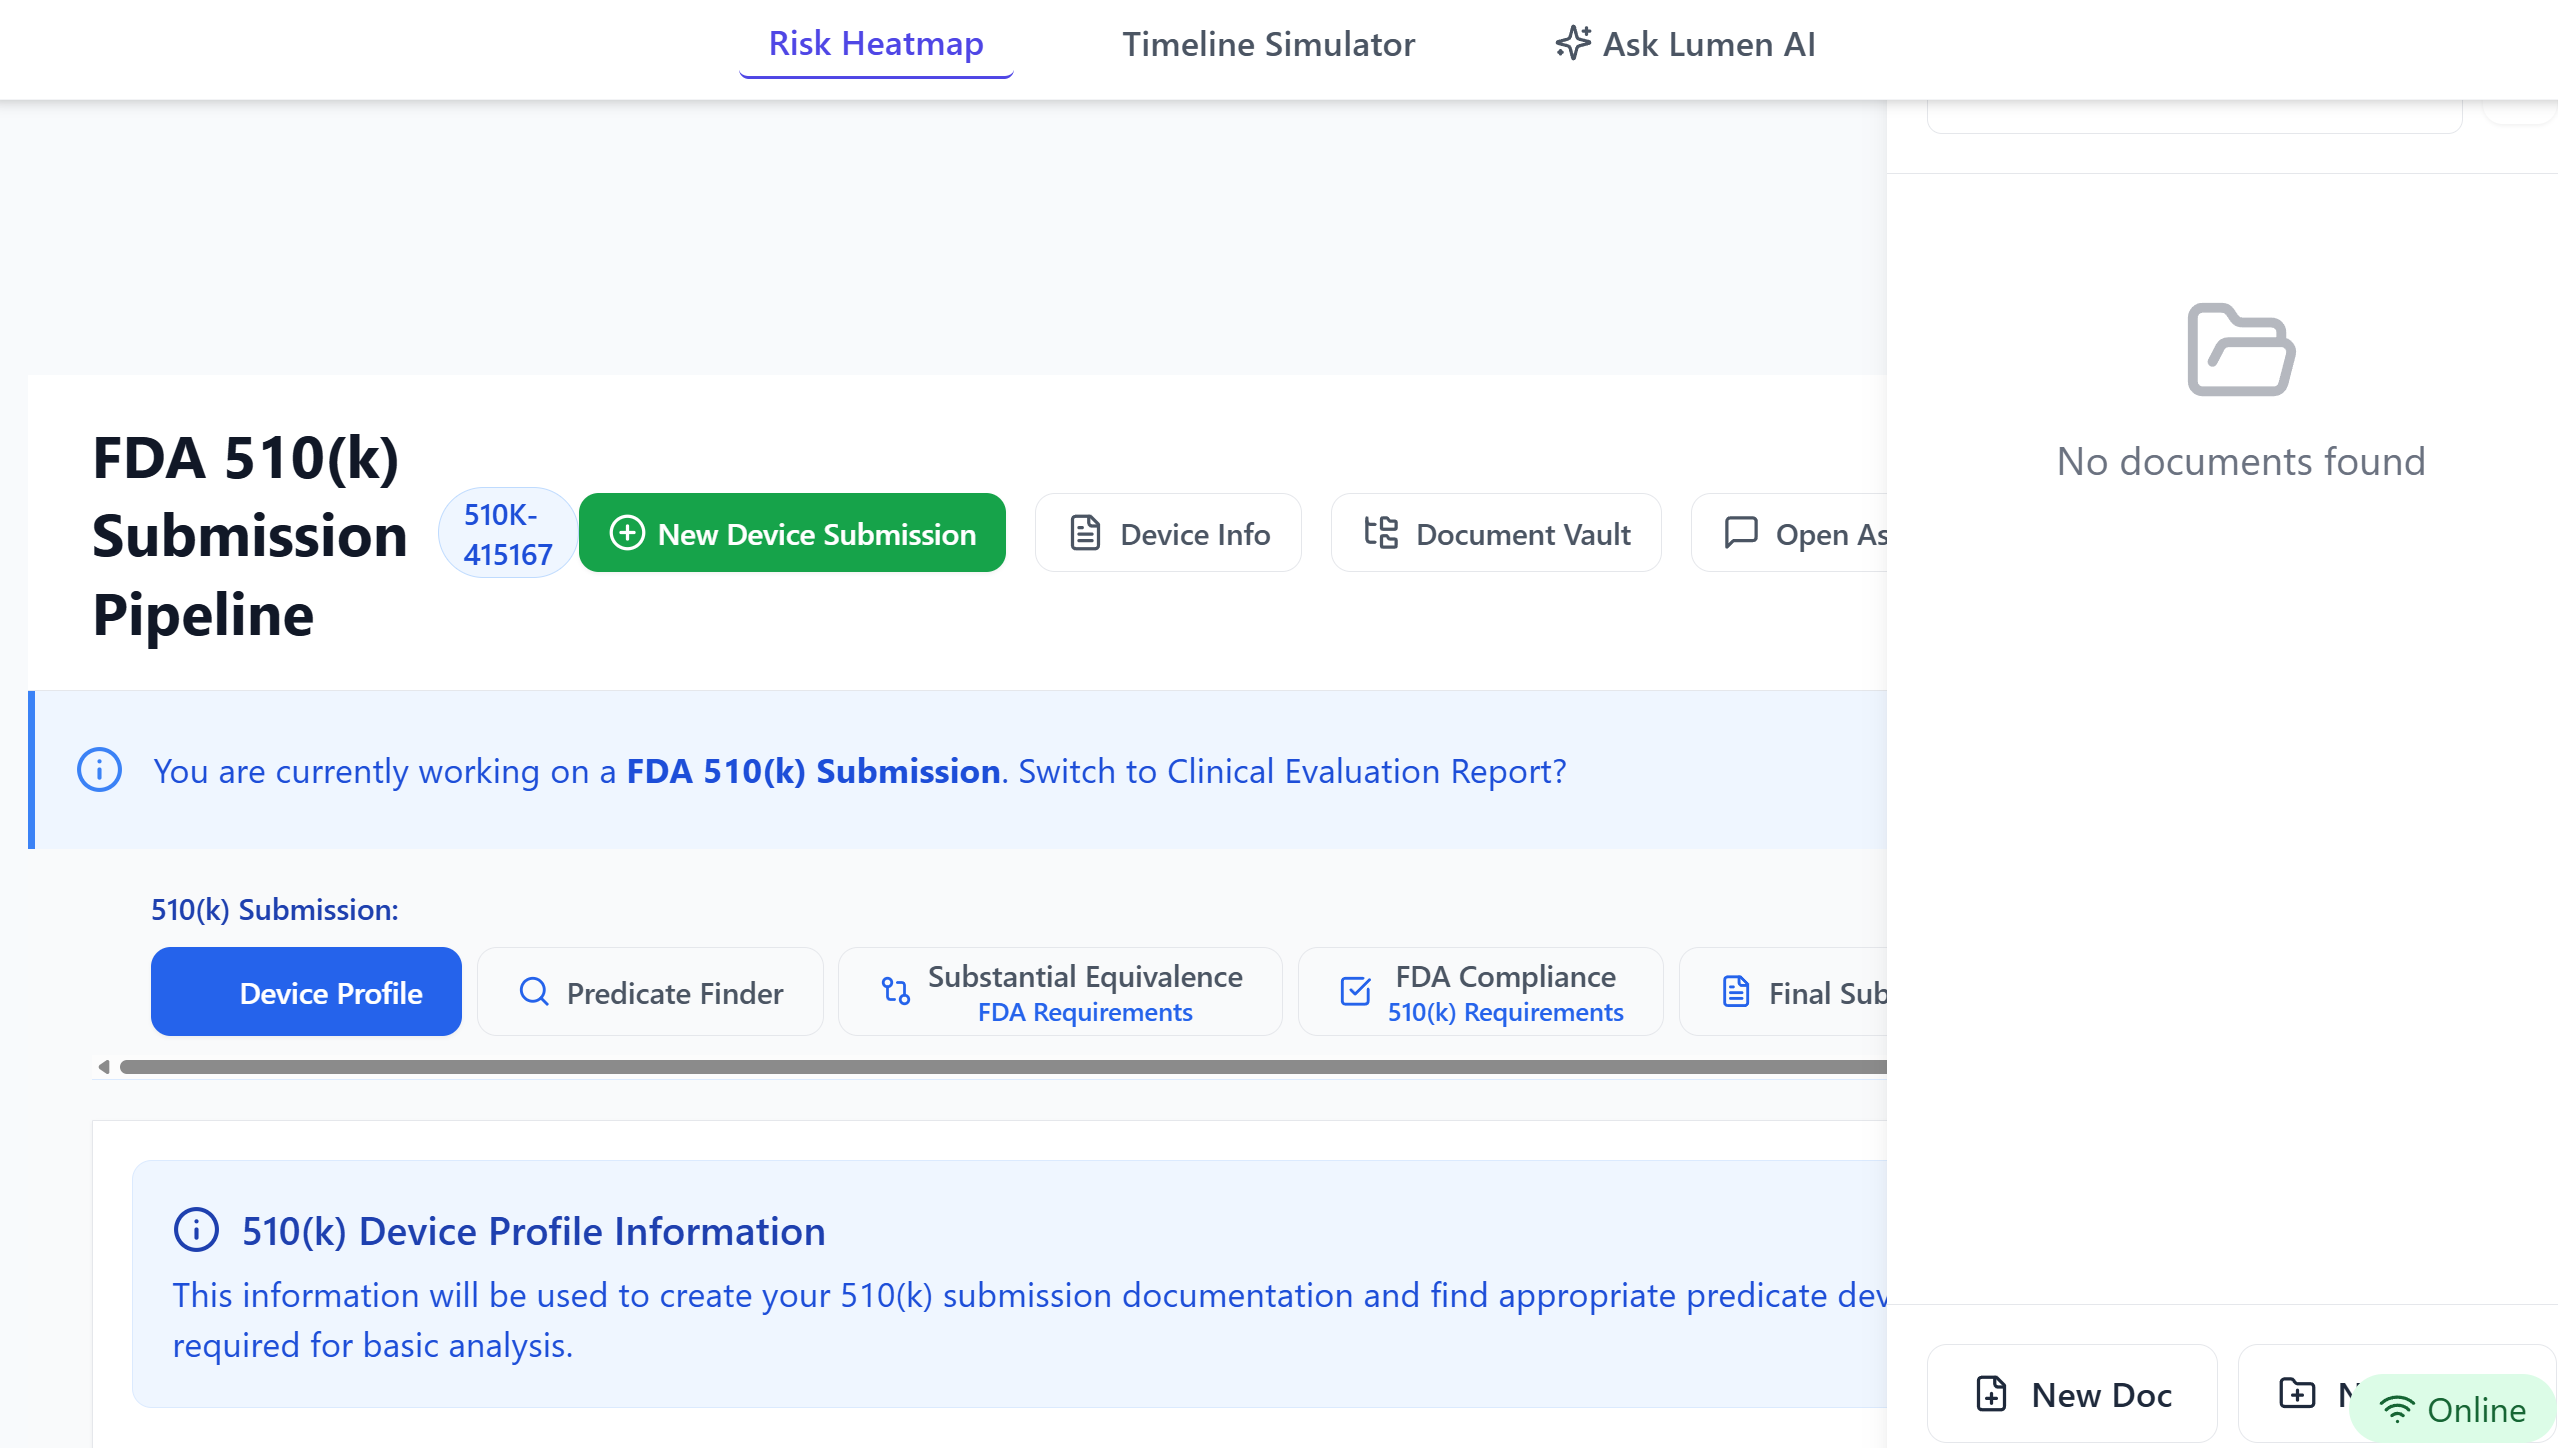 Risk Heatmap
Timeline Simulator
Ask Lumen AI
FDA 510(k)
Submission
Pipeline
510K-
415167
New Device Submission
Device Info
Document Vault
Open As
You are currently working on a FDA 510(k) Submission. Switch to Clinical Evaluation Report?
510(k) Submission:
Device Profile
Predicate Finder
Substantial Equivalence
FDA Requirements
FDA Compliance
510(k) Requirements
Final Sub
510(k) Device Profile Information
This information will be used to create your 510(k) submission documentation and find appropriate predicate dev
required for basic analysis.
No documents found
New Doc
Online